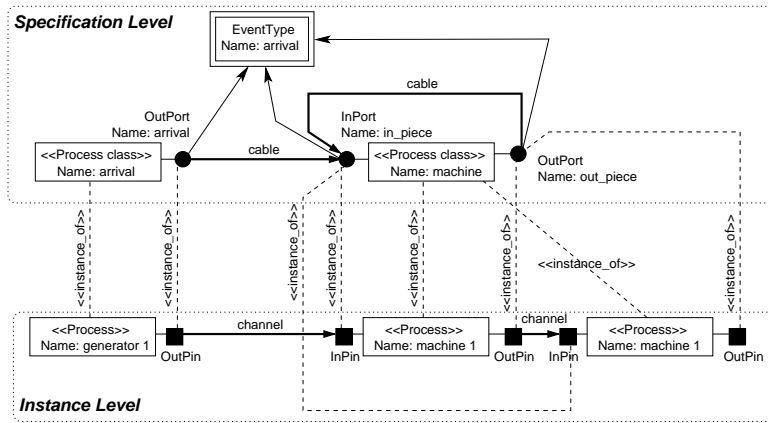 Specification Level
EventType
Name: arrival
cable
OutPort
Name: arrival
InPort
Name: in_piece
cable
<<Process class>>
Name: arrival
<<Process class>>
Name: machine
OutPort
Name: out_piece
<<instance_of>>
<<instance_of>>
<<instance_of>>
<<instance_of>>
<<instance_of>>
<<instance_of>>
<<instance_of>>
<<instance_of>>
channel
channel
<<Process>>
Name: generator 1
OutPin
InPin
<<Process>>
Name: machine 1
OutPin
InPin
<<Process>>
Name: machine 1
OutPin
Instance Level